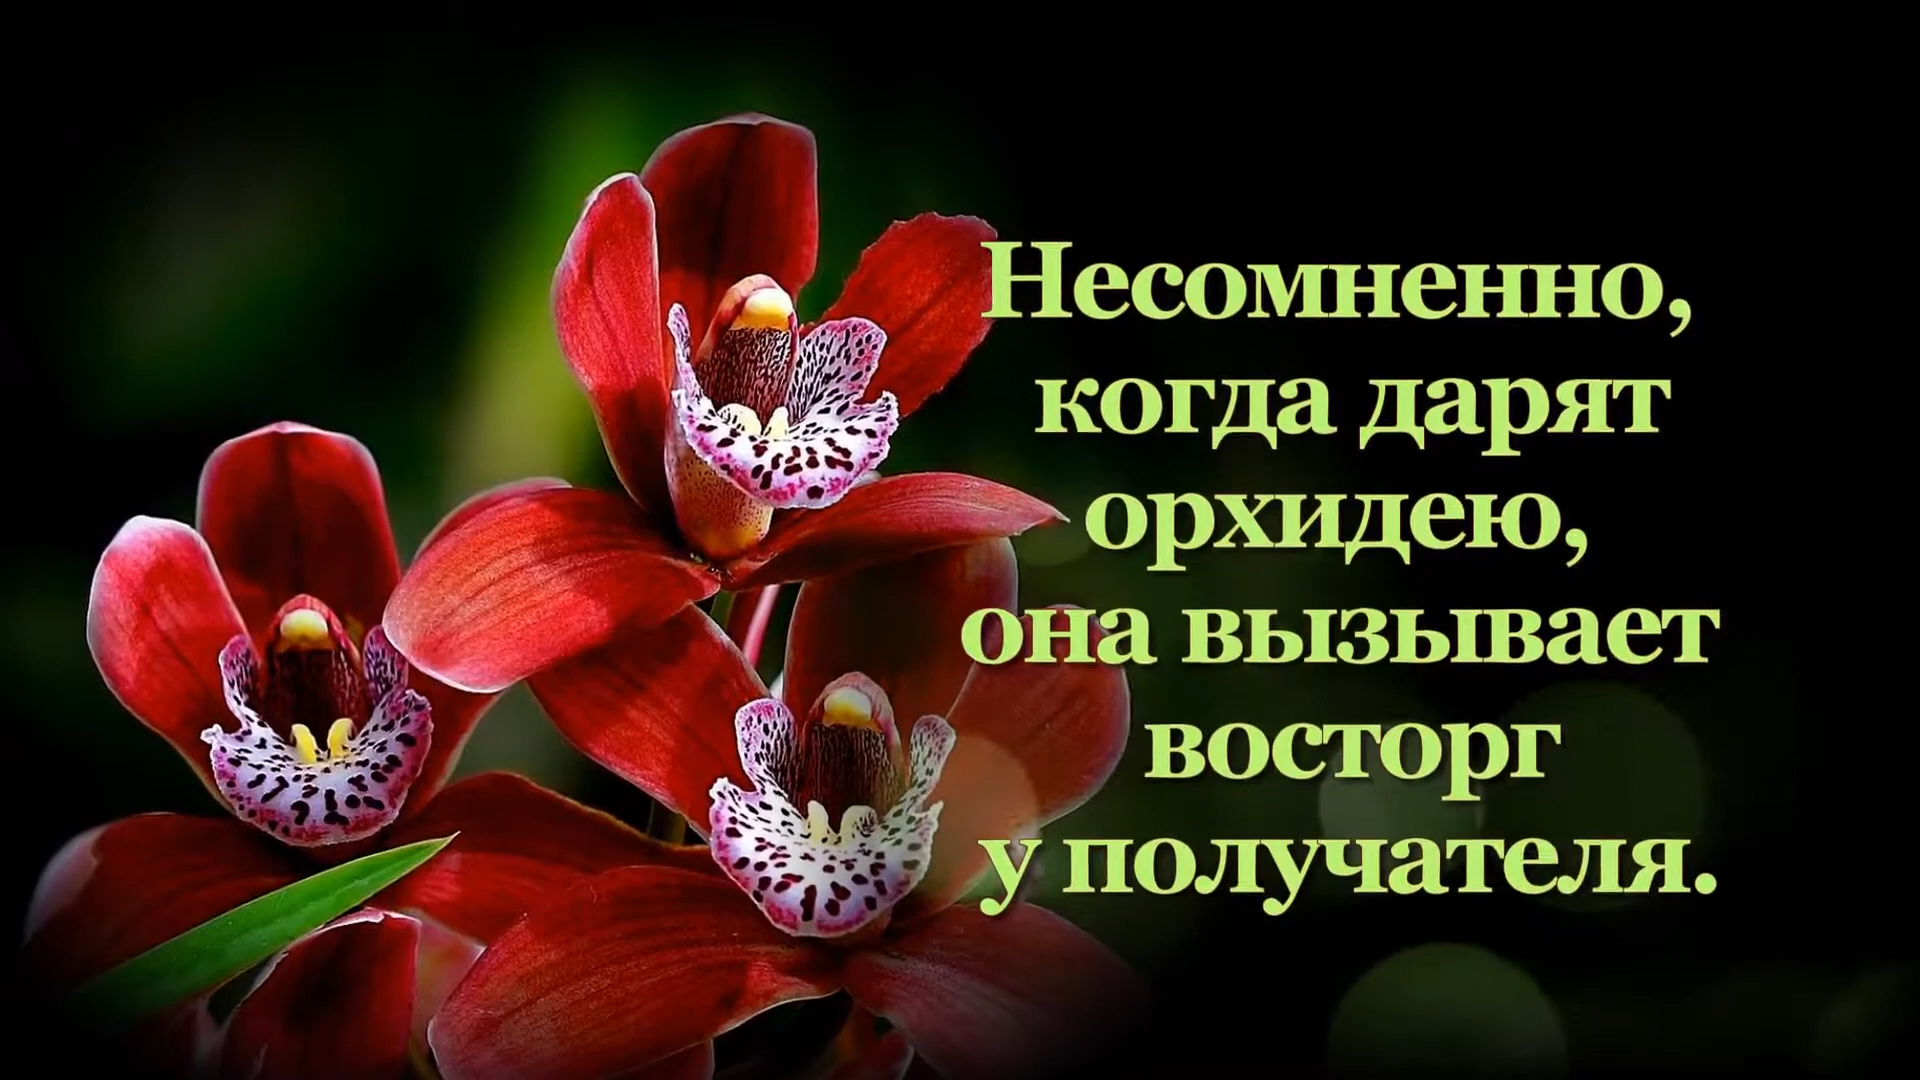 Несомненно,
когда дарят
орхидею,
она вызывает
восторг
у получателя.